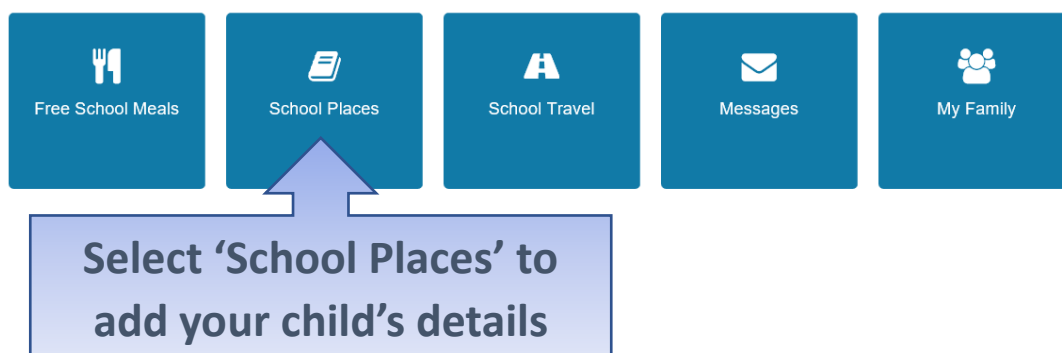 Free School Meals
School Places
School Travel
Messages
My Family
Select ‘School Places’ to
add your child’s details